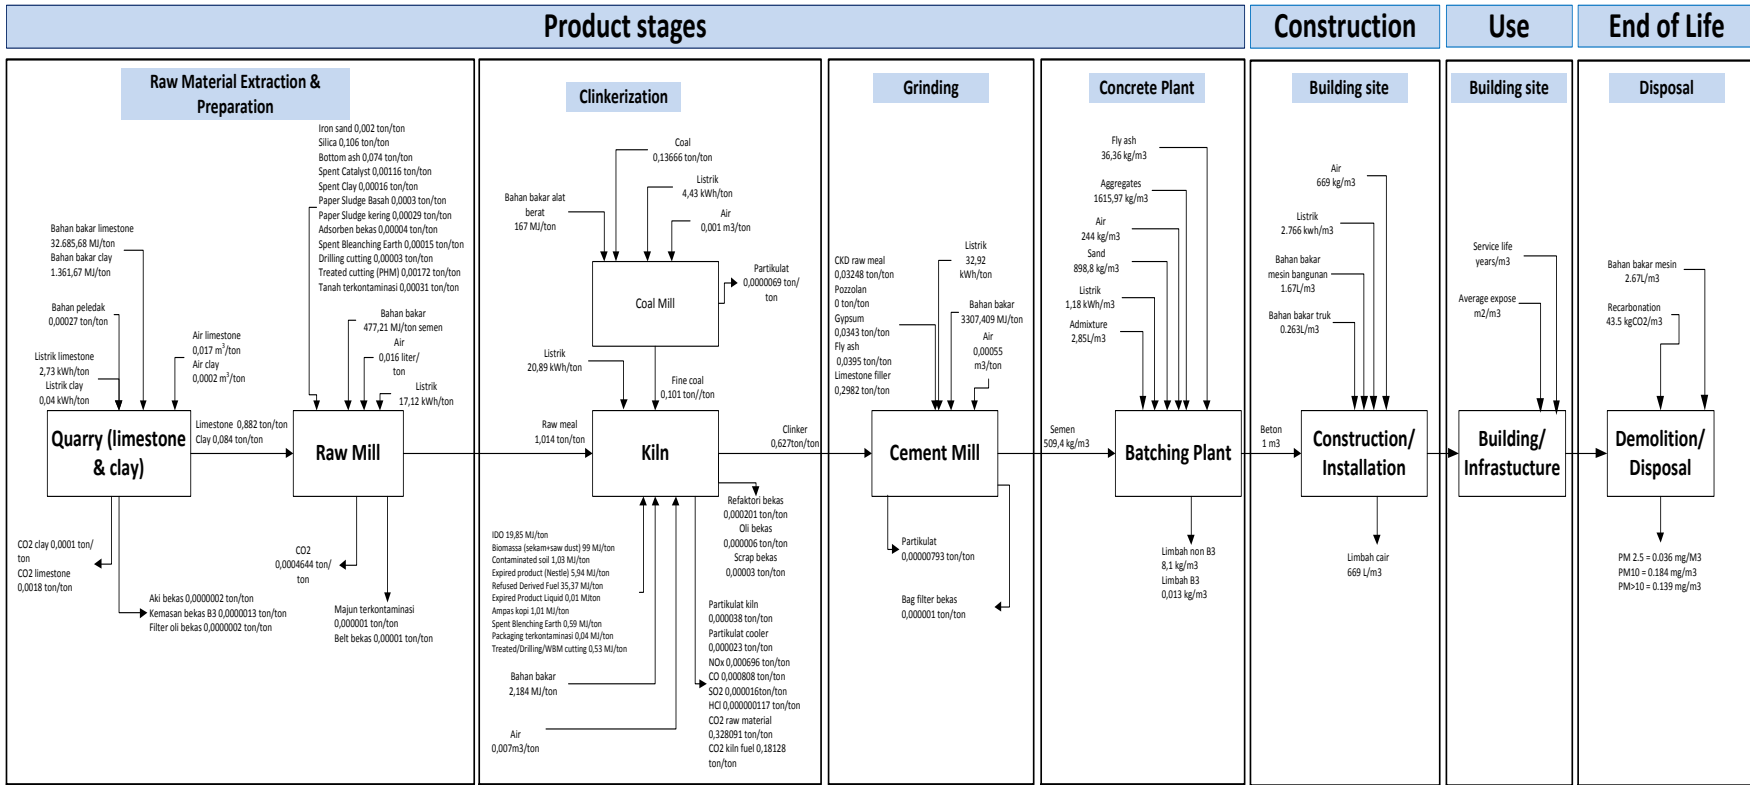 Product stages
Construction
Use
End of Life
Raw Material Extraction &
Preparation
Bahan bakar limestone
32.685,68 MJ/ton
Bahan bakar clay
1.361,67 MJ/ton
Bahan peledak
0,00027 ton/ton
Listrik limestone
2,73 kWh/ton
Listrik clay
0,04 kWh/ton
Air limestone
0,017 m³/ton
Air clay
0,0002 m³/ton
Quarry (limestone
& clay)
Limestone 0,882 ton/ton
Clay 0,084 ton/ton
CO2 clay 0,0001 ton/
ton
CO2 limestone
0,0018 ton/ton
Aki bekas 0,0000002 ton/ton
Kemasan bekas B3 0,0000013 ton/ton
Filter oli bekas 0,0000002 ton/ton
Iron sand 0,002 ton/ton
Silica 0,106 ton/ton
Bottom ash 0,074 ton/ton
Spent Catalyst 0,00116 ton/ton
Spent Clay 0,00016 ton/ton
Paper Sludge Basah 0,0003 ton/ton
Paper Sludge kering 0,00029 ton/ton
Adsorben bekas 0,00004 ton/ton
Spent Bleanching Earth 0,00015 ton/ton
Drilling cutting 0,00003 ton/ton
Treated cutting (PHM) 0,00172 ton/ton
Tanah terkontaminasi 0,00031 ton/ton
Bahan bakar
477,21 MJ/ton semen
Air
0,016 liter/
ton
Listrik
17,12 kWh/ton
Raw Mill
CO2
0,0004644 ton/
ton
Majun terkontaminasi
0,000001 ton/ton
Belt bekas 0,00001 ton/ton
Clinkerization
Coal
0,13666 ton/ton
Listrik
4,43 kWh/ton
Bahan bakar alat
berat
167 MJ/ton
Air
0,001 m3/ton
Coal Mill
Partikulat
0,0000069 ton/
ton
Listrik
20,89 kWh/ton
Fine coal
0,101 ton//ton
Raw meal
1,014 ton/ton
Kiln
Clinker
0,627ton/ton
Refaktori bekas
0,000201 ton/ton
Oli bekas
0,000006 ton/ton
Scrap bekas
0,00003 ton/ton
IDO 19,85 MJ/ton
Biomassa (sekam+saw dust) 99 MJ/ton
Contaminated soil 1,03 MJ/ton
Expired product (Nestle) 5,94 MJ/ton
Refused Derived Fuel 35,37 MJ/ton
Expired Product Liquid 0,01 MJton
Ampas kopi 1,01 MJ/ton
Spent Blenching Earth 0,59 MJ/ton
Packaging terkontaminasi 0,04 MJ/ton
Treated/Drilling/WBM cutting 0,53 MJ/ton
Bahan bakar
2,184 MJ/ton
Air
0,007m3/ton
Partikulat kiln
0,000038 ton/ton
Partikulat cooler
0,000023 ton/ton
NOx 0,000696 ton/ton
CO 0,000808 ton/ton
SO2 0,000016ton/ton
HCl 0,000000117 ton/ton
CO2 raw material
0,328091 ton/ton
CO2 kiln fuel 0,18128
ton/ton
Grinding
CKD raw meal
0,03248 ton/ton
Pozzolan
0 ton/ton
Gypsum
0,0343 ton/ton
Fly ash
0,0395 ton/ton
Limestone filler
0,2982 ton/ton
Listrik
32,92
kWh/ton
Bahan bakar
3307,409 MJ/ton
Air
0,00055
m3/ton
Cement Mill
Partikulat
0,00000793 ton/ton
Bag filter bekas
0,000001 ton/ton
Concrete Plant
Fly ash
36,36 kg/m3
Aggregates
1615,97 kg/m3
Air
244 kg/m3
Sand
898,8 kg/m3
Listrik
1,18 kWh/m3
Admixture
2,85L/m3
Semen
509,4 kg/m3
Batching Plant
Limbah non B3
8,1 kg/m3
Limbah B3
0,013 kg/m3
Building site
Air
669 kg/m3
Listrik
2.766 kwh/m3
Bahan bakar
mesin bangunan
1.67L/m3
Bahan bakar truk
0.263L/m3
Beton
1 m3
Construction/
Installation
Limbah cair
669 L/m3
Building site
Service life
years/m3
Average expose
m2/m3
Building/
Infrastucture
Disposal
Bahan bakar mesin
2.67L/m3
Recarbonation
43.5 kgCO2/m3
Demolition/
Disposal
PM 2.5 = 0.036 mg/M3
PM10 = 0.184 mg/m3
PM>10 = 0.139 mg/m3